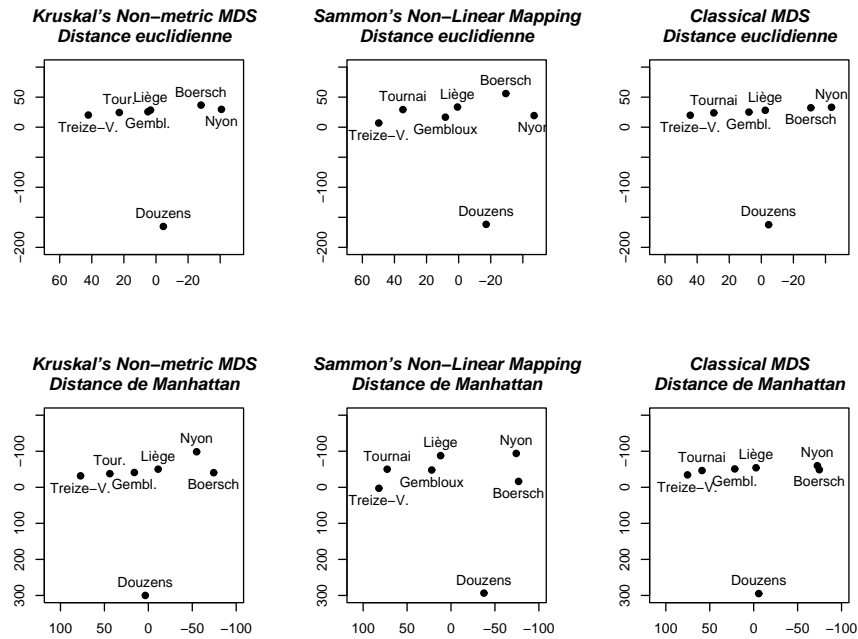 Kruskal's Non−metric MDS
Distance euclidienne
50
0
−100
−200
60 40 20 0 −20
Treize−V.
Tour.
Liège
Gembl.
Boersch
Nyon
Douzens
Sammon's Non−Linear Mapping
Distance euclidienne
50
0
−100
−200
60 40 20 0 −20
Treize−V.
Tournai
Gembloux
Liège
Boersch
Nyon
Douzens
Classical MDS
Distance euclidienne
50
0
−100
−200
60 40 20 0 −20
Treize−V.
Tournai
Gembl.
Liège
Boersch
Nyon
Douzens
Kruskal's Non−metric MDS
Distance de Manhattan
−100
0
100
200
300
100 50 0 −50 −100
Treize−V.
Tour.
Gembl.
Liège
Nyon
Boersch
Douzens
Sammon's Non−Linear Mapping
Distance de Manhattan
−100
0
100
200
300
100 50 0 −50 −100
Treize−V.
Tournai
Gembloux
Liège
Nyon
Boersch
Douzens
Classical MDS
Distance de Manhattan
−100
0
100
200
300
100 50 0 −50 −100
Treize−V.
Tournai
Gembl.
Liège
Nyon
Boersch
Douzens